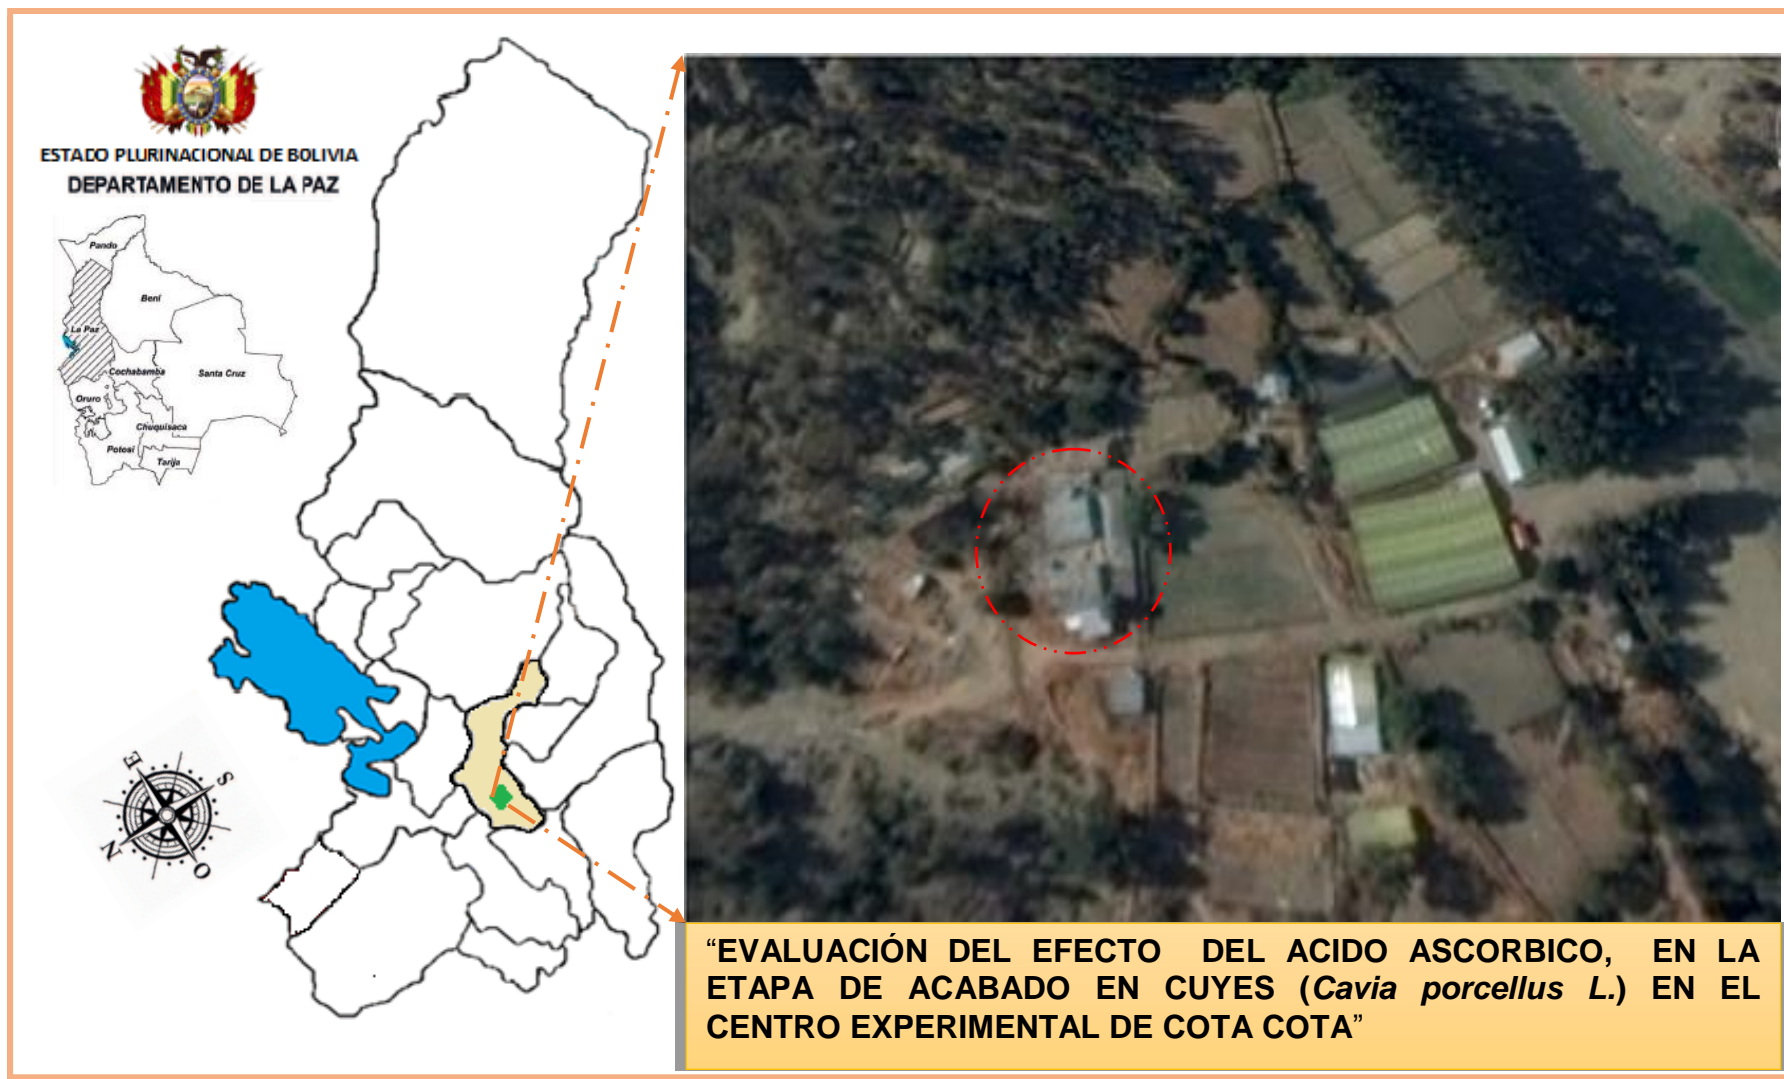 ESTADO PLURINACIONAL DE BOLIVIA
DEPARTAMENTO DE LA PAZ
Pando
Beni
La Paz
Cochabamba
Santa Cruz
Oruro
Chuquisaca
Potosi
Tarija
E
S
N
O
“EVALUACIÓN DEL EFECTO DEL ACIDO ASCORBICO, EN LA
ETAPA DE ACABADO EN CUYES (Cavia porcellus L.) EN EL
CENTRO EXPERIMENTAL DE COTA COTA”